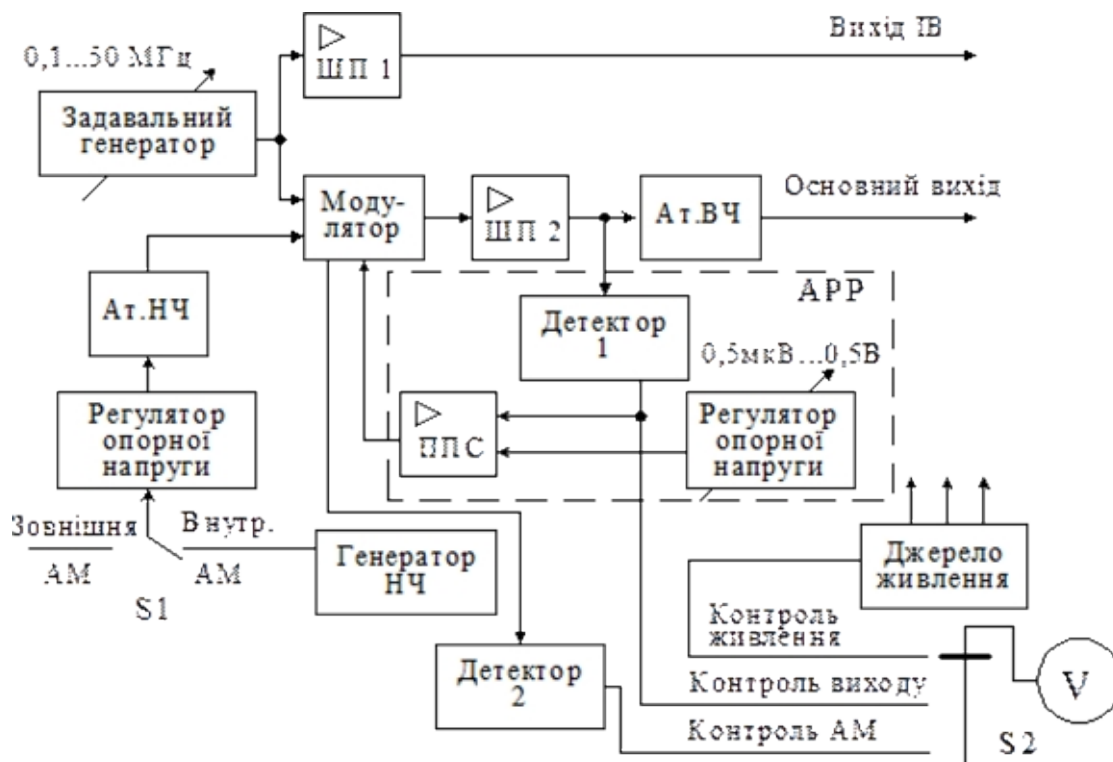 Вихід ІВ
0,1...50 МГц
ШП 1
Задавальний
генератор
Основний вихід
Моду-
лятор
ШП 2
Ат.ВЧ
АРР
Ат.НЧ
Детектор
1
0,5мкВ...0,5В
Регулятор
опорної
напруги
ППС
Регулятор
опорної
напруги
Зовнішня
АМ
Внутр.
АМ
S1
Генератор
НЧ
Джерело
живлення
Контроль
живлення
Детектор
2
Контроль виходу
Контроль АМ
V
S2